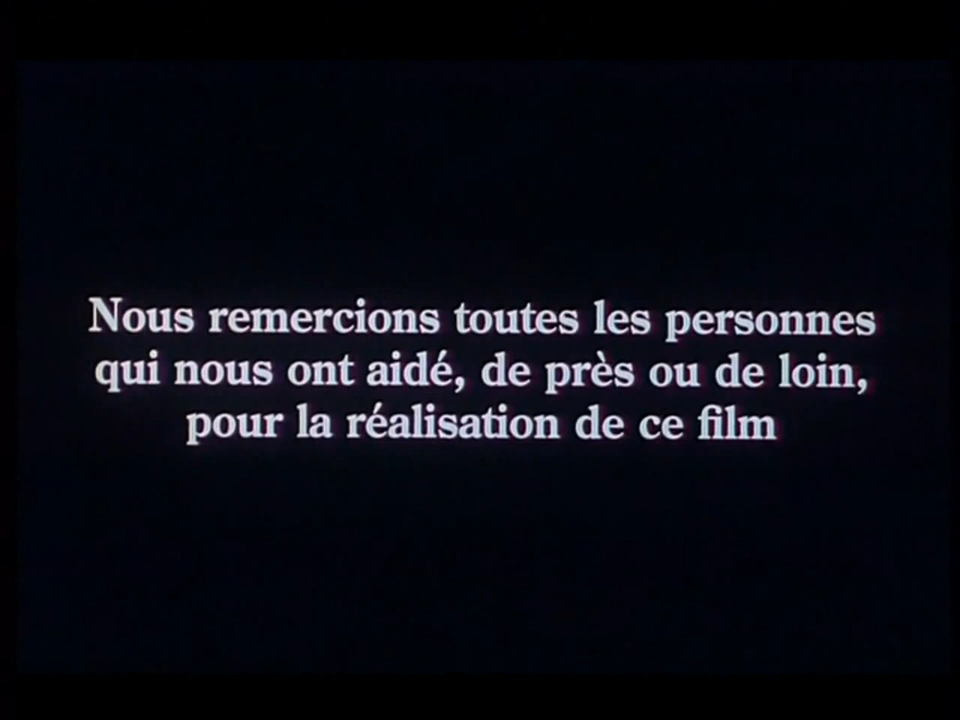 Nous remercions toutes les personnes
qui nous ont aidé, de près ou de loin,
pour la réalisation de ce film